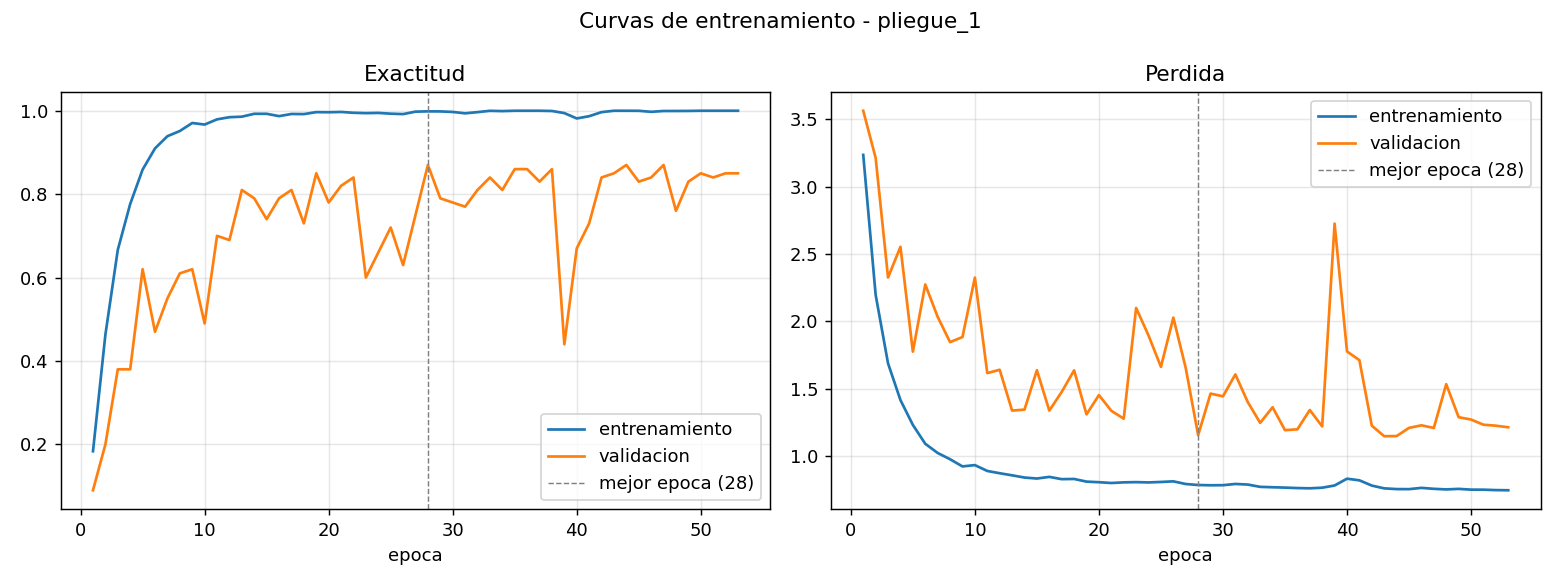 Curvas de entrenamiento - pliegue_1
Exactitud
1.0
0.8
0.6
0.4
0.2
0
10
20
30
40
50
epoca
entrenamiento
validacion
mejor epoca (28)
Perdida
3.5
3.0
2.5
2.0
1.5
1.0
0
10
20
30
40
50
epoca
entrenamiento
validacion
mejor epoca (28)